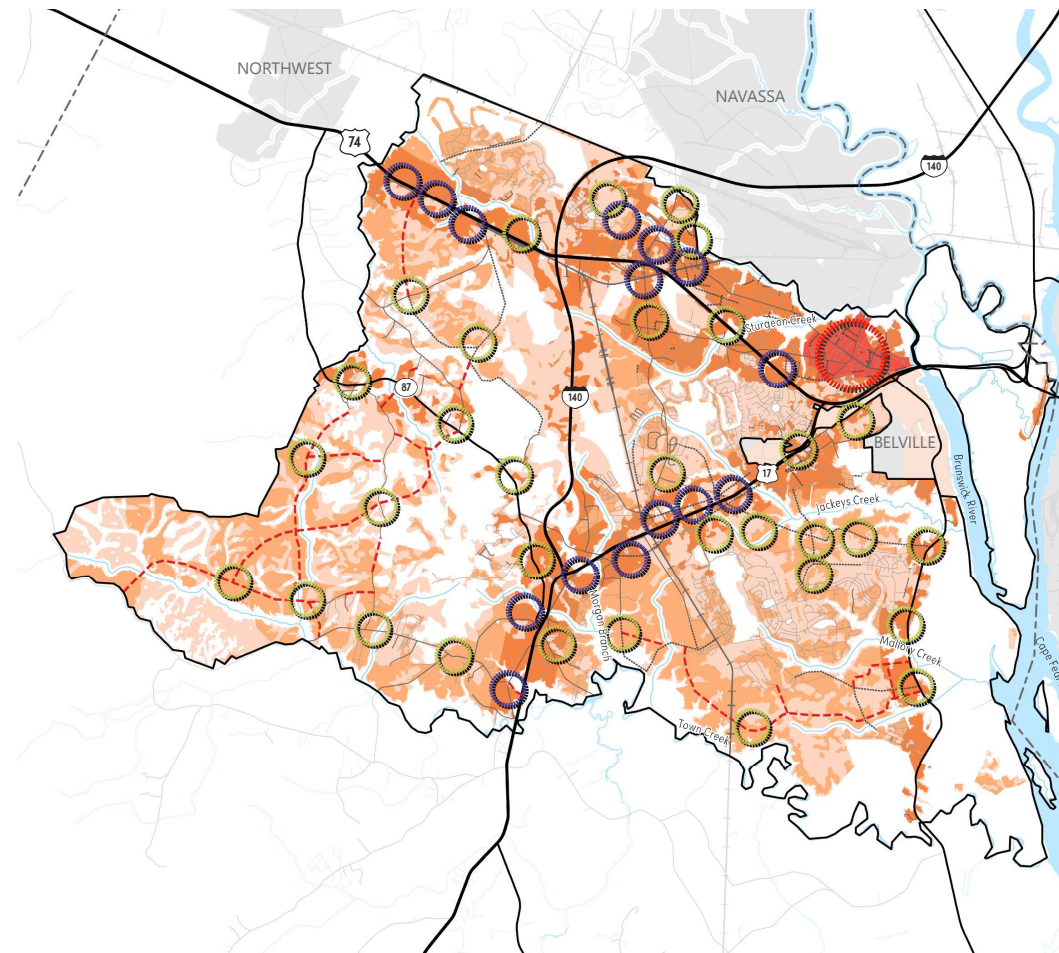 NORTHWEST
NAVASSA
74
140
Sturgeon Creek
87
140
BELVILLE
17
Brunswick River
Jackeys Creek
Morgan Branch
Mallory Creek
Cape Fear
Town Creek